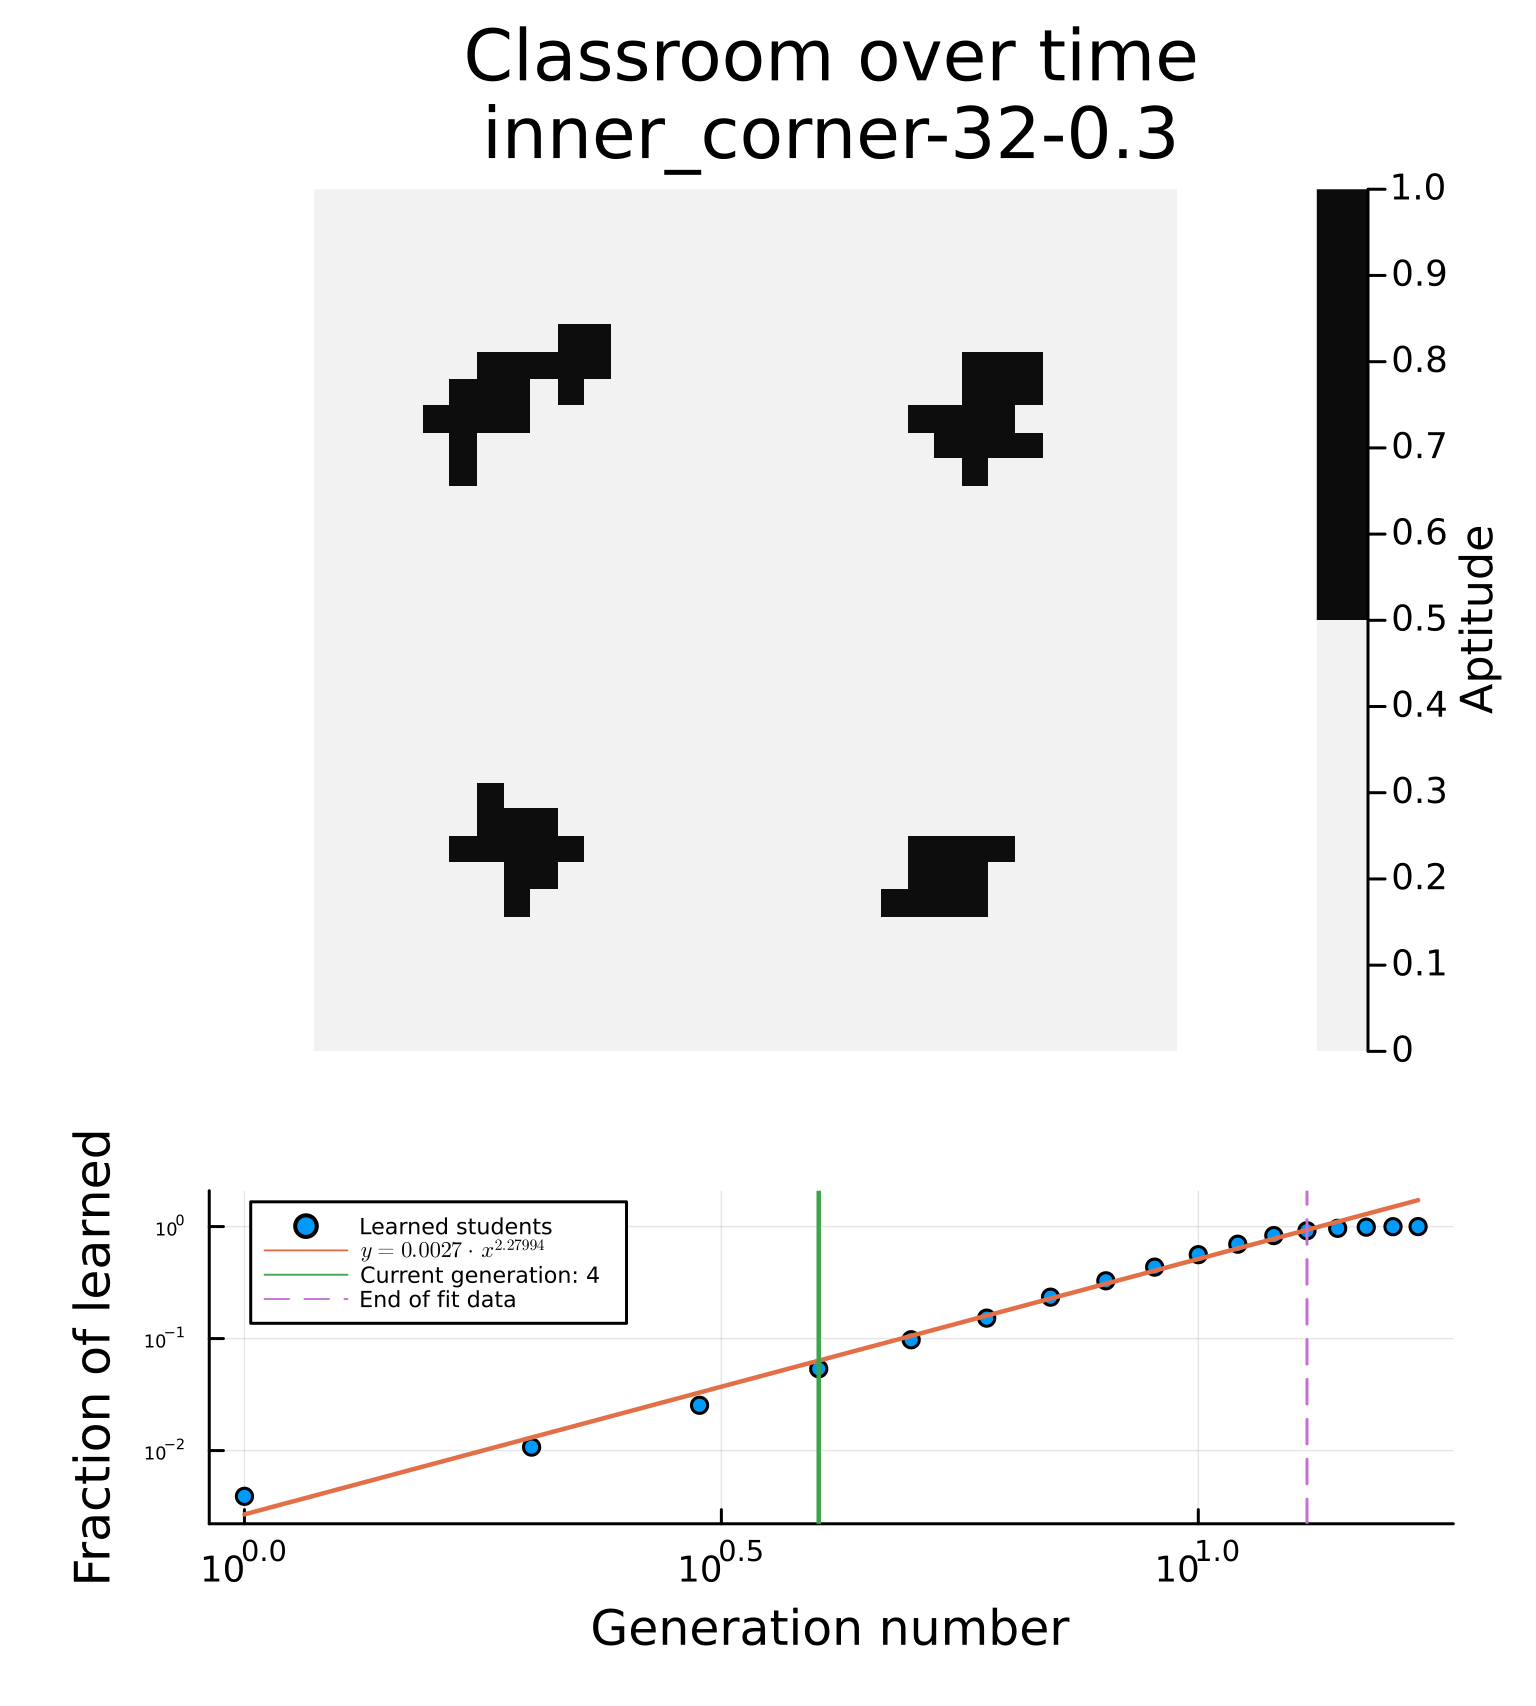 Classroom over time
inner_corner-32-0.3
1.0
0.9
0.8
0.7
0.6
0.5
0.4
0.3
0.2
0.1
0
Aptitude
Fraction of learned
10⁰
10⁻¹
10⁻²
Learned students
y = 0.0027 · x^2.27994
Current generation: 4
End of fit data
10^0.0
10^0.5
10^1.0
Generation number